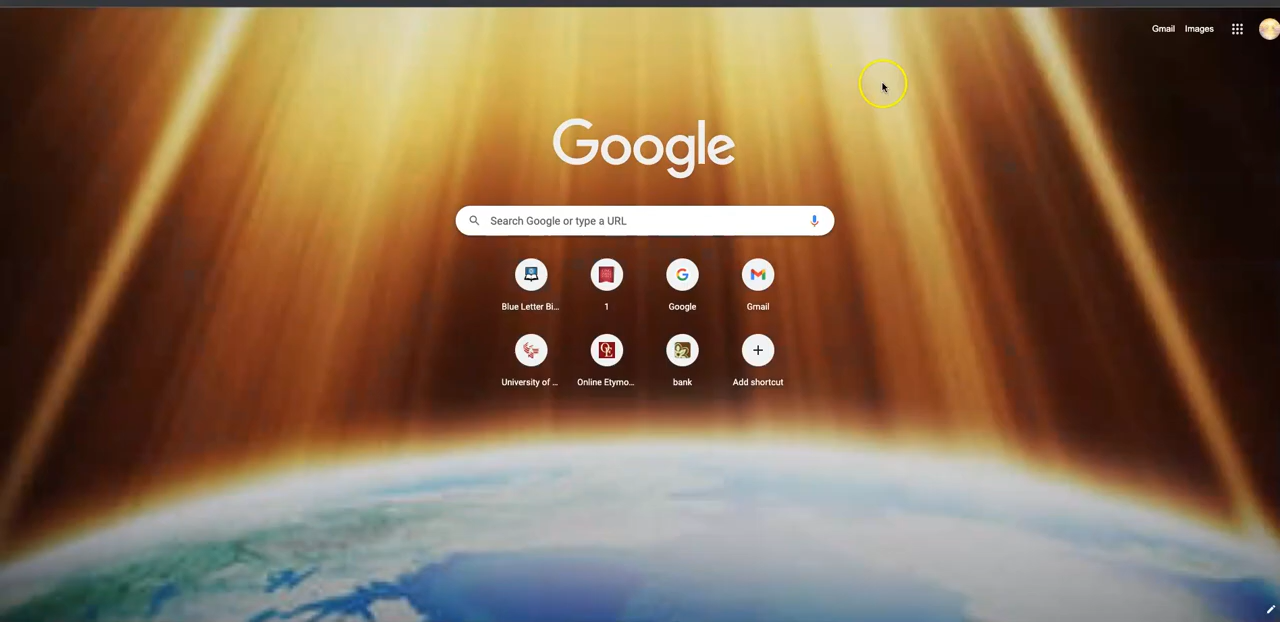 Gmail Images
Google
Search Google or type a URL
Blue Letter Bi... 1 Google Gmail
University of ... Online Etymo... bank Add shortcut